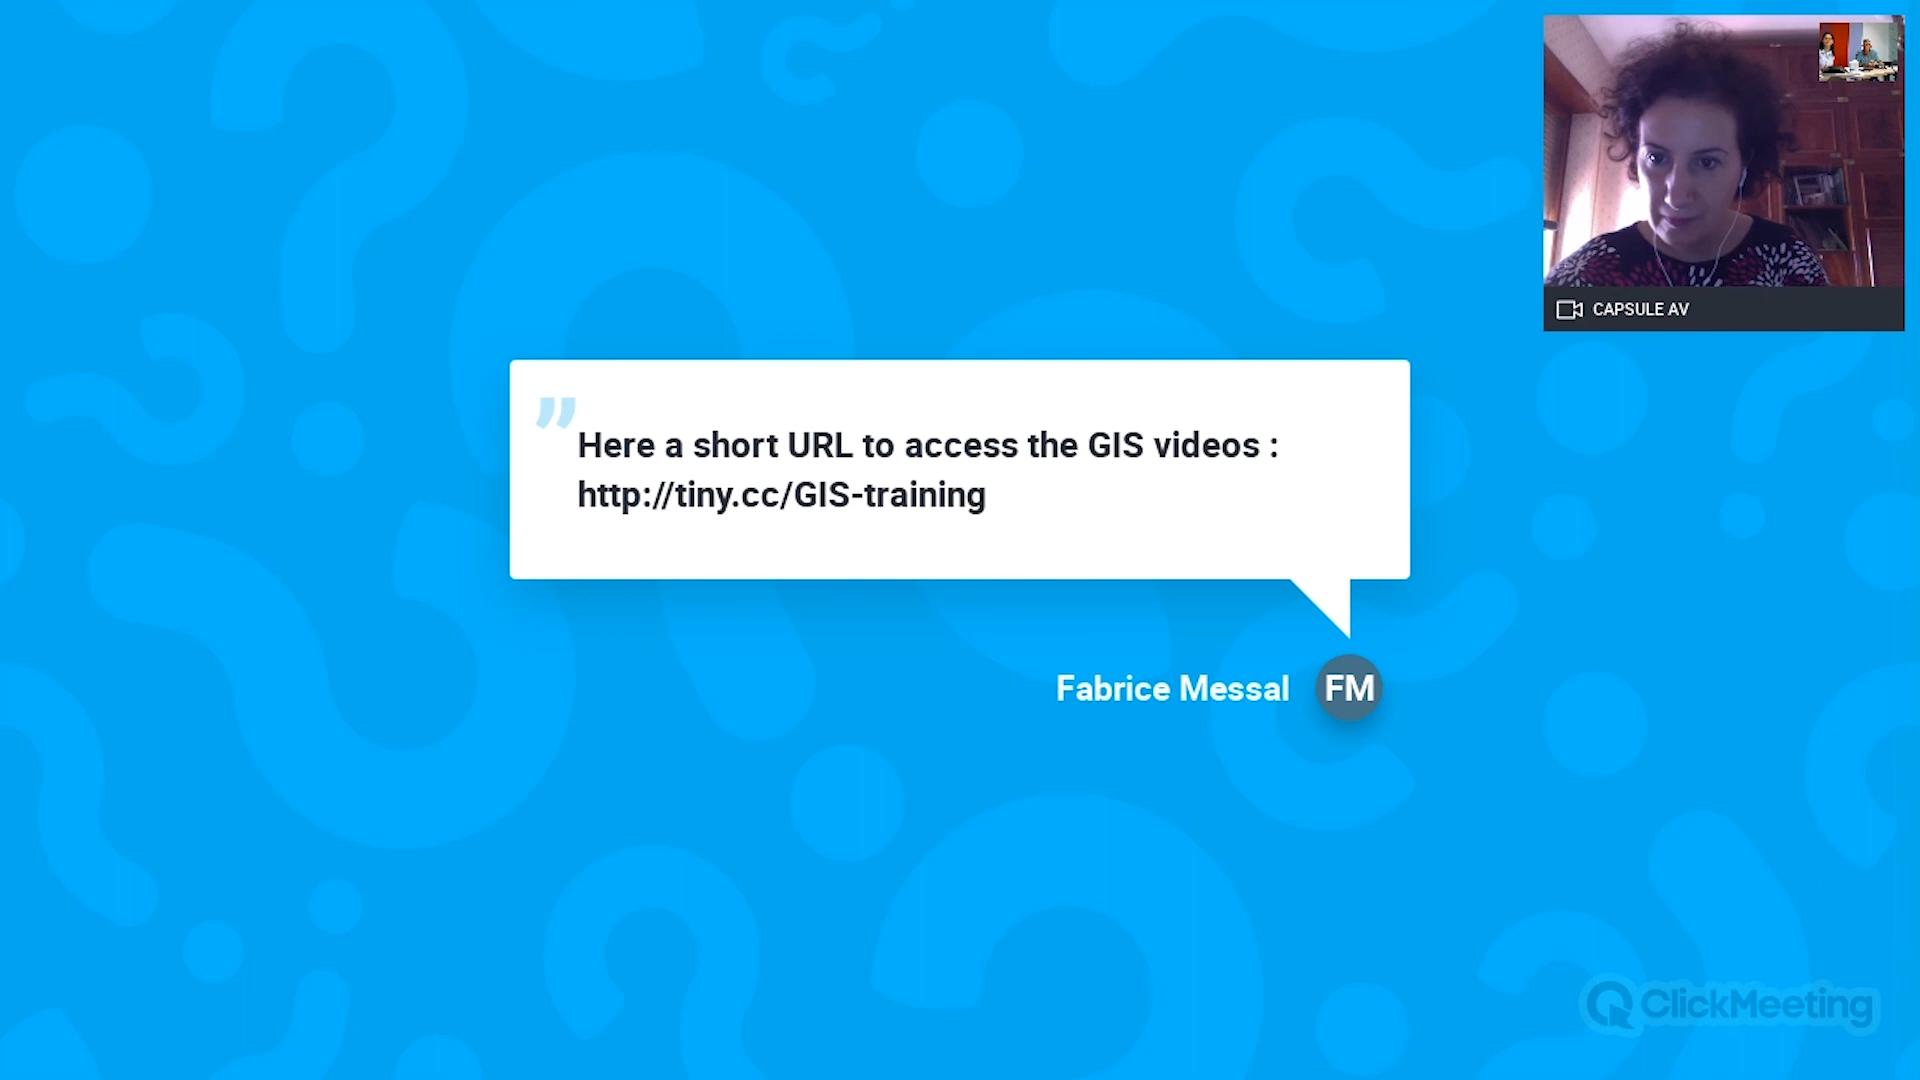 CAPSULE AV
” Here a short URL to access the GIS videos :
http://tiny.cc/GIS-training
Fabrice Messal FM
ClickMeeting